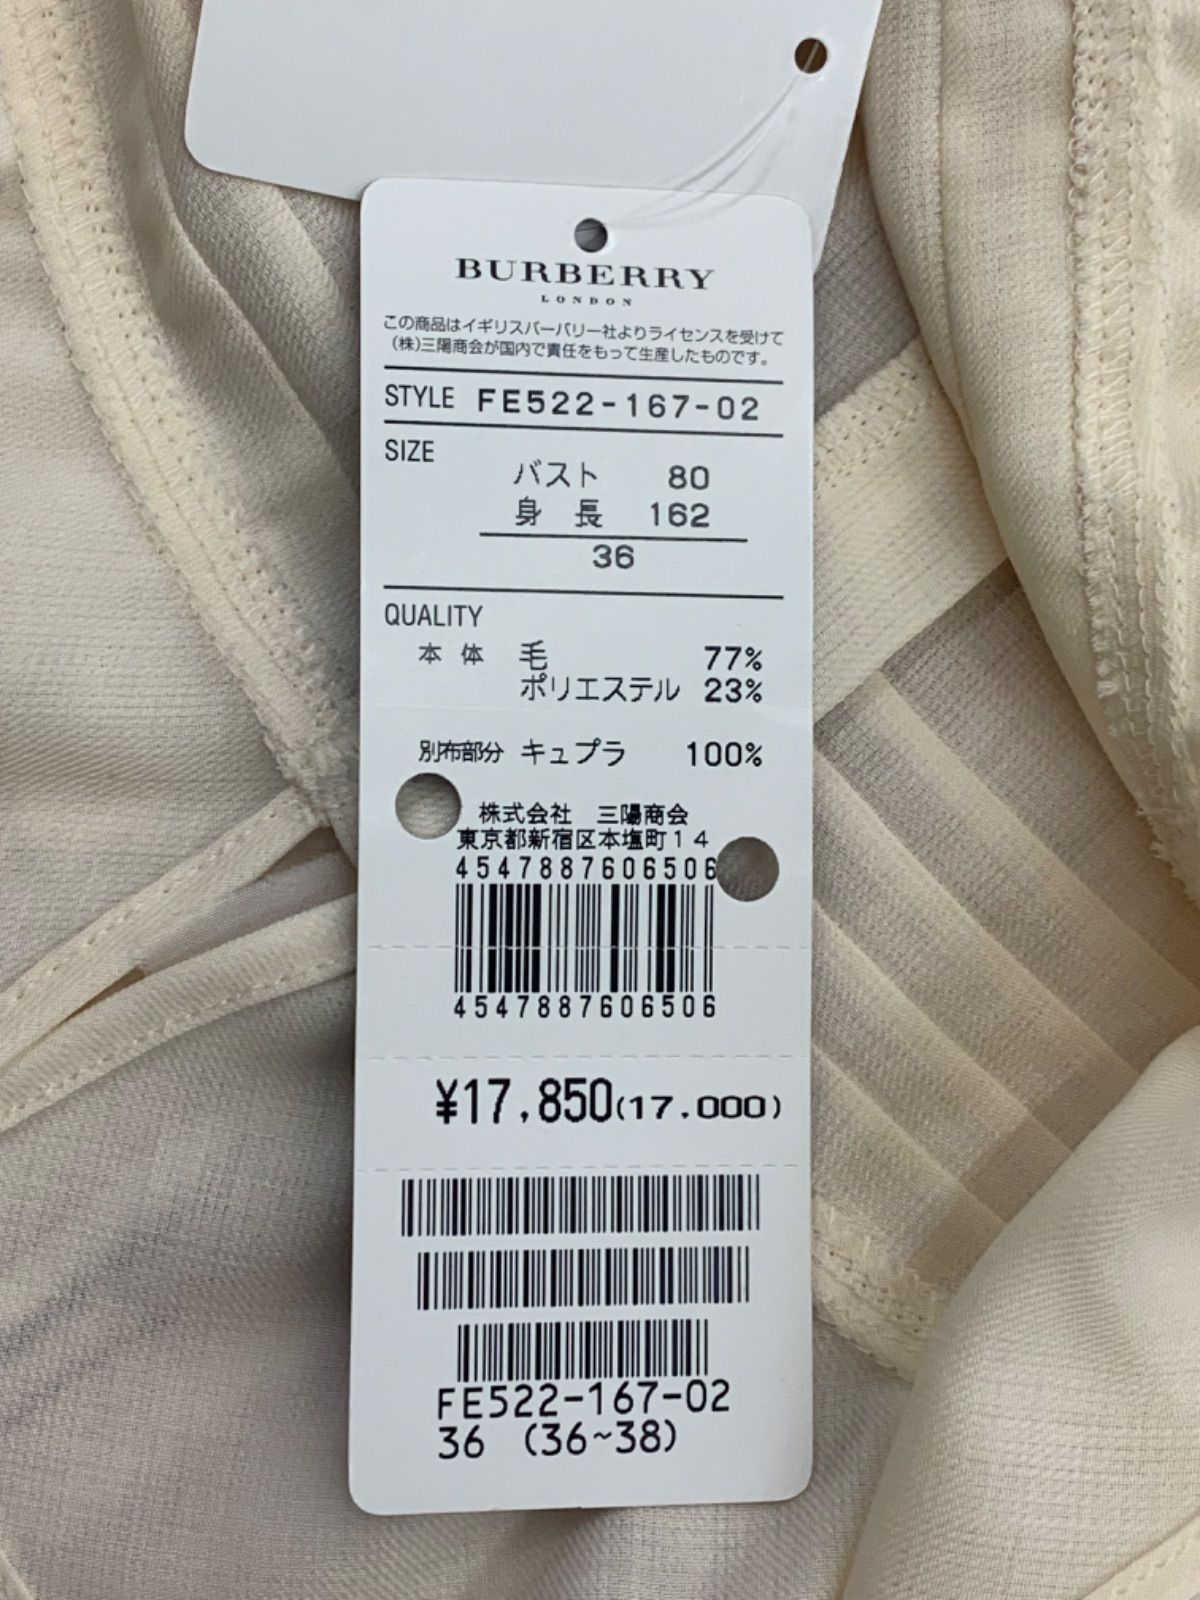 BURBERRY
LONDON
この商品はイギリスバーバリー社よりライセンスを受けて
(株)三陽商会が国内で責任をもって生産したものです。
STYLE FE522-167-02
SIZE
バスト 80
身 長 162
36
QUALITY
本 体 毛 77%
ポリエステル 23%
別布部分 キュプラ 100%
株式会社 三陽商会
東京都新宿区本塩町14
4547887606506
4547887606506
¥17,850(17.000)
FE522-167-02
36 (36~38)